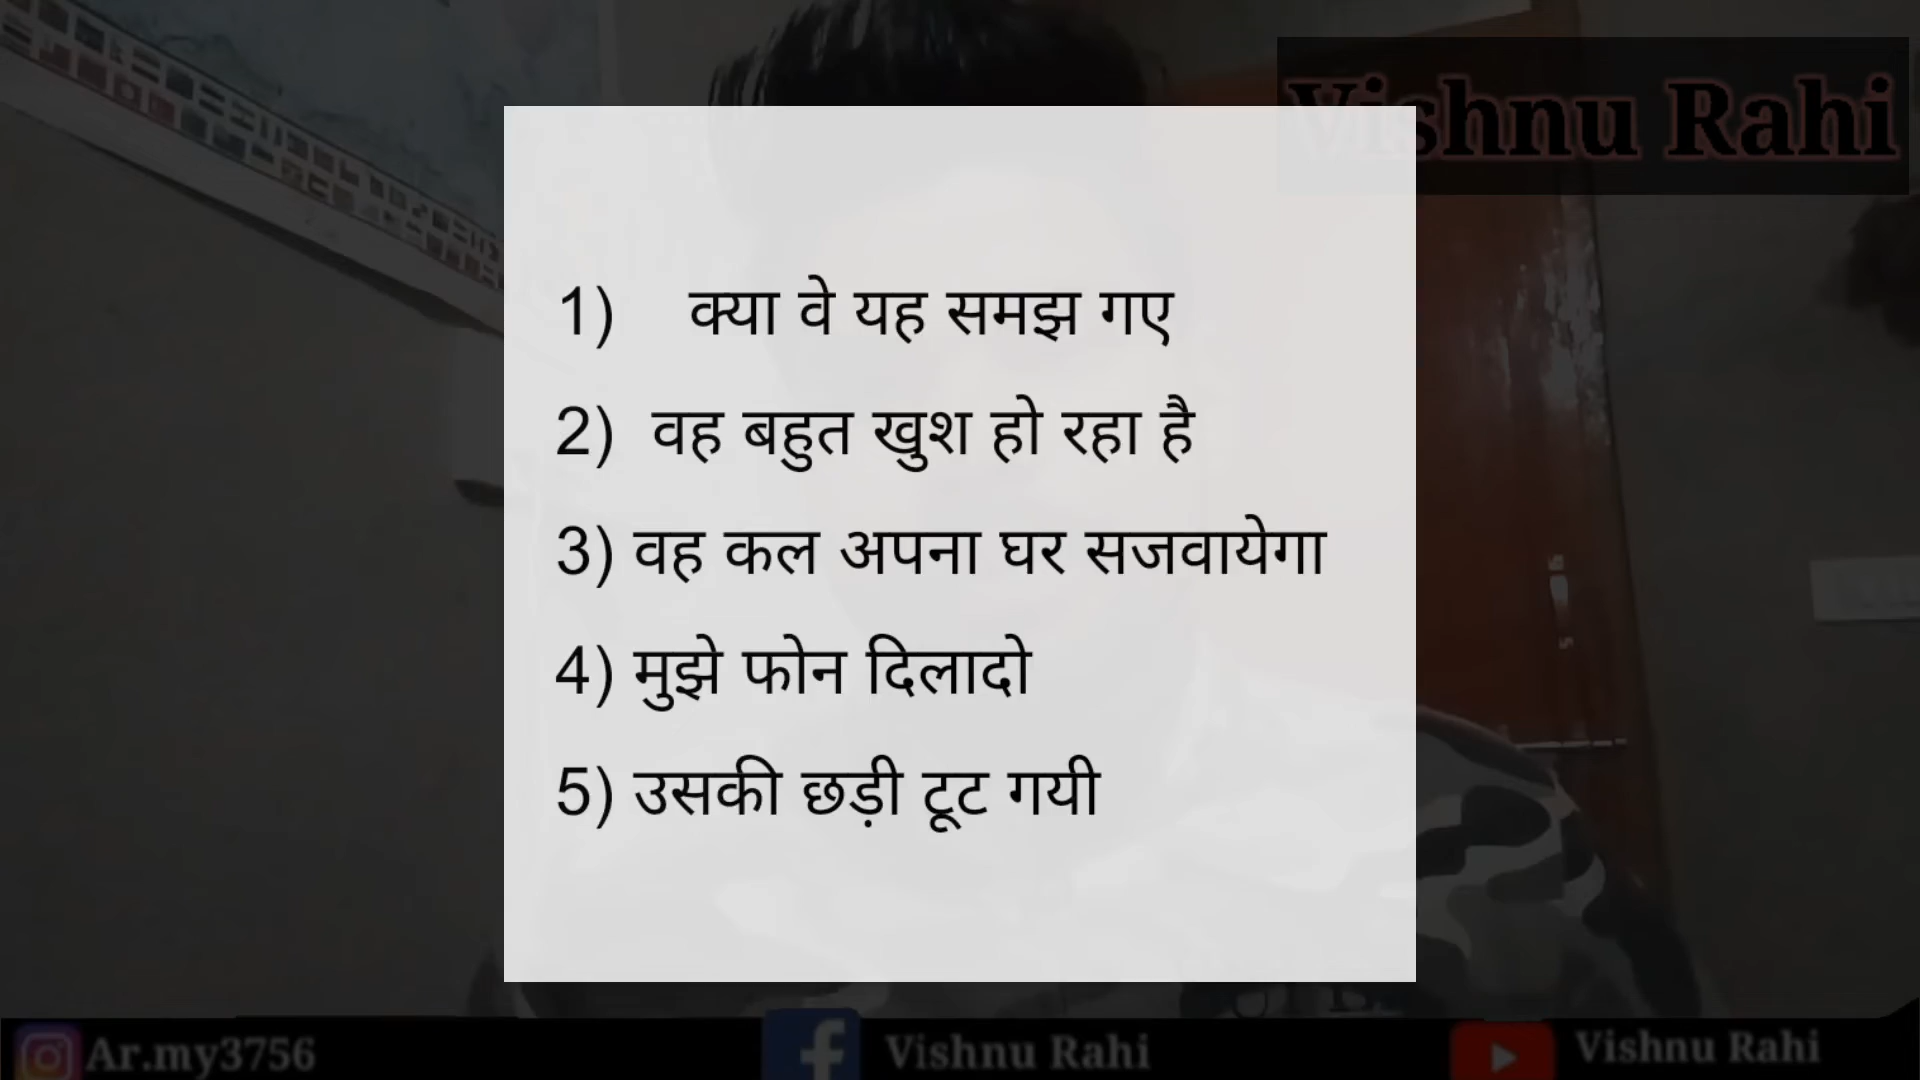 Vishnu Rahi
1) क्या वे यह समझ गए
2) वह बहुत खुश हो रहा है
3) वह कल अपना घर सजवायेगा
4) मुझे फोन दिलादो
5) उसकी छड़ी टूट गयी
Ar.my3756
Vishnu Rahi
Vishnu Rahi